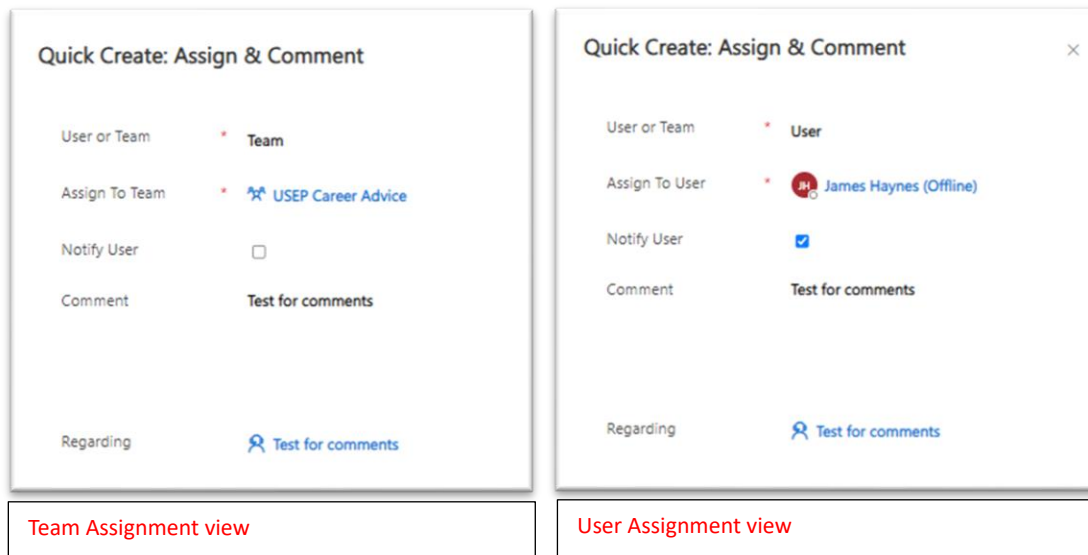 Quick Create: Assign & Comment
User or Team * Team
Assign To Team * USEP Career Advice
Notify User
Comment Test for comments
Regarding Test for comments
Team Assignment view
Quick Create: Assign & Comment
User or Team * User
Assign To User * JH James Haynes (Offline)
Notify User
Comment Test for comments
Regarding Test for comments
User Assignment view